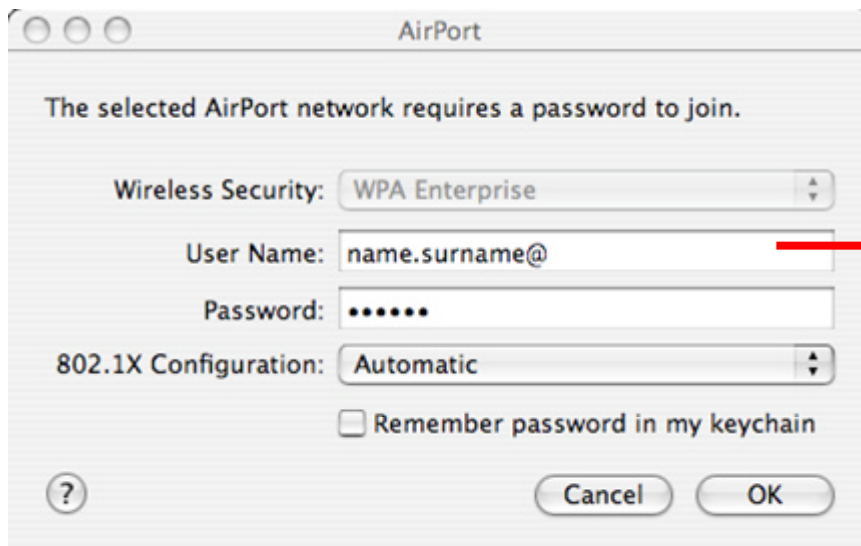 AirPort
The selected AirPort network requires a password to join.
Wireless Security: WPA Enterprise
User Name: name.surname@
Password: ••••••
802.1X Configuration: Automatic
Remember password in my keychain
? Cancel OK